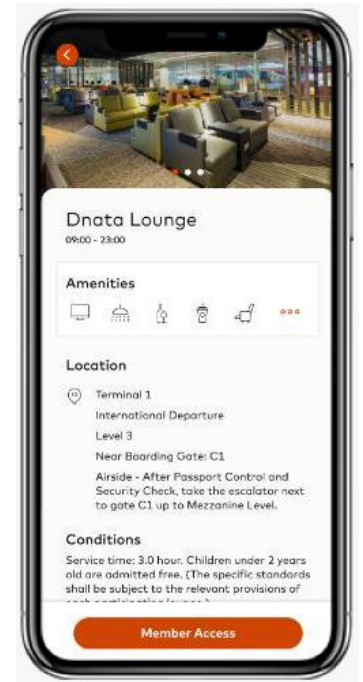 Dnata Lounge
09:00 - 23:00
Amenities
Location
Terminal 1
International Departure
Level 3
Near Boarding Gate: C1
Airside - After Passport Control and
Security Check, take the escalator next
to gate C1 up to Mezzanine Level.
Conditions
Service time: 3.0 hour. Children under 2 years
old are admitted free. (The specific standards
shall be subject to the relevant provisions of
Member Access